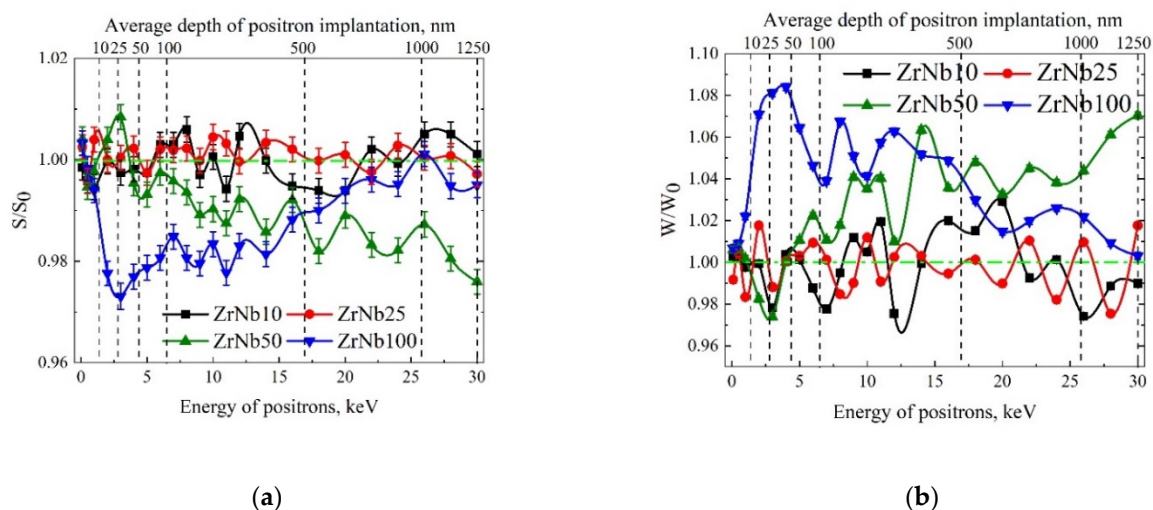 Average depth of positron implantation, nm
10 25 50 100 500 1000 1250
1.02
1.00
0.98
0.96
S/S0
ZrNb10 ZrNb25
ZrNb50 ZrNb100
0 5 10 15 20 25 30
Energy of positrons, keV
(a)
Average depth of positron implantation, nm
10 25 50 100 500 1000 1250
1.10
1.08
1.06
1.04
1.02
1.00
0.98
0.96
W/W0
ZrNb10 ZrNb25
ZrNb50 ZrNb100
0 5 10 15 20 25 30
Energy of positrons, keV
(b)